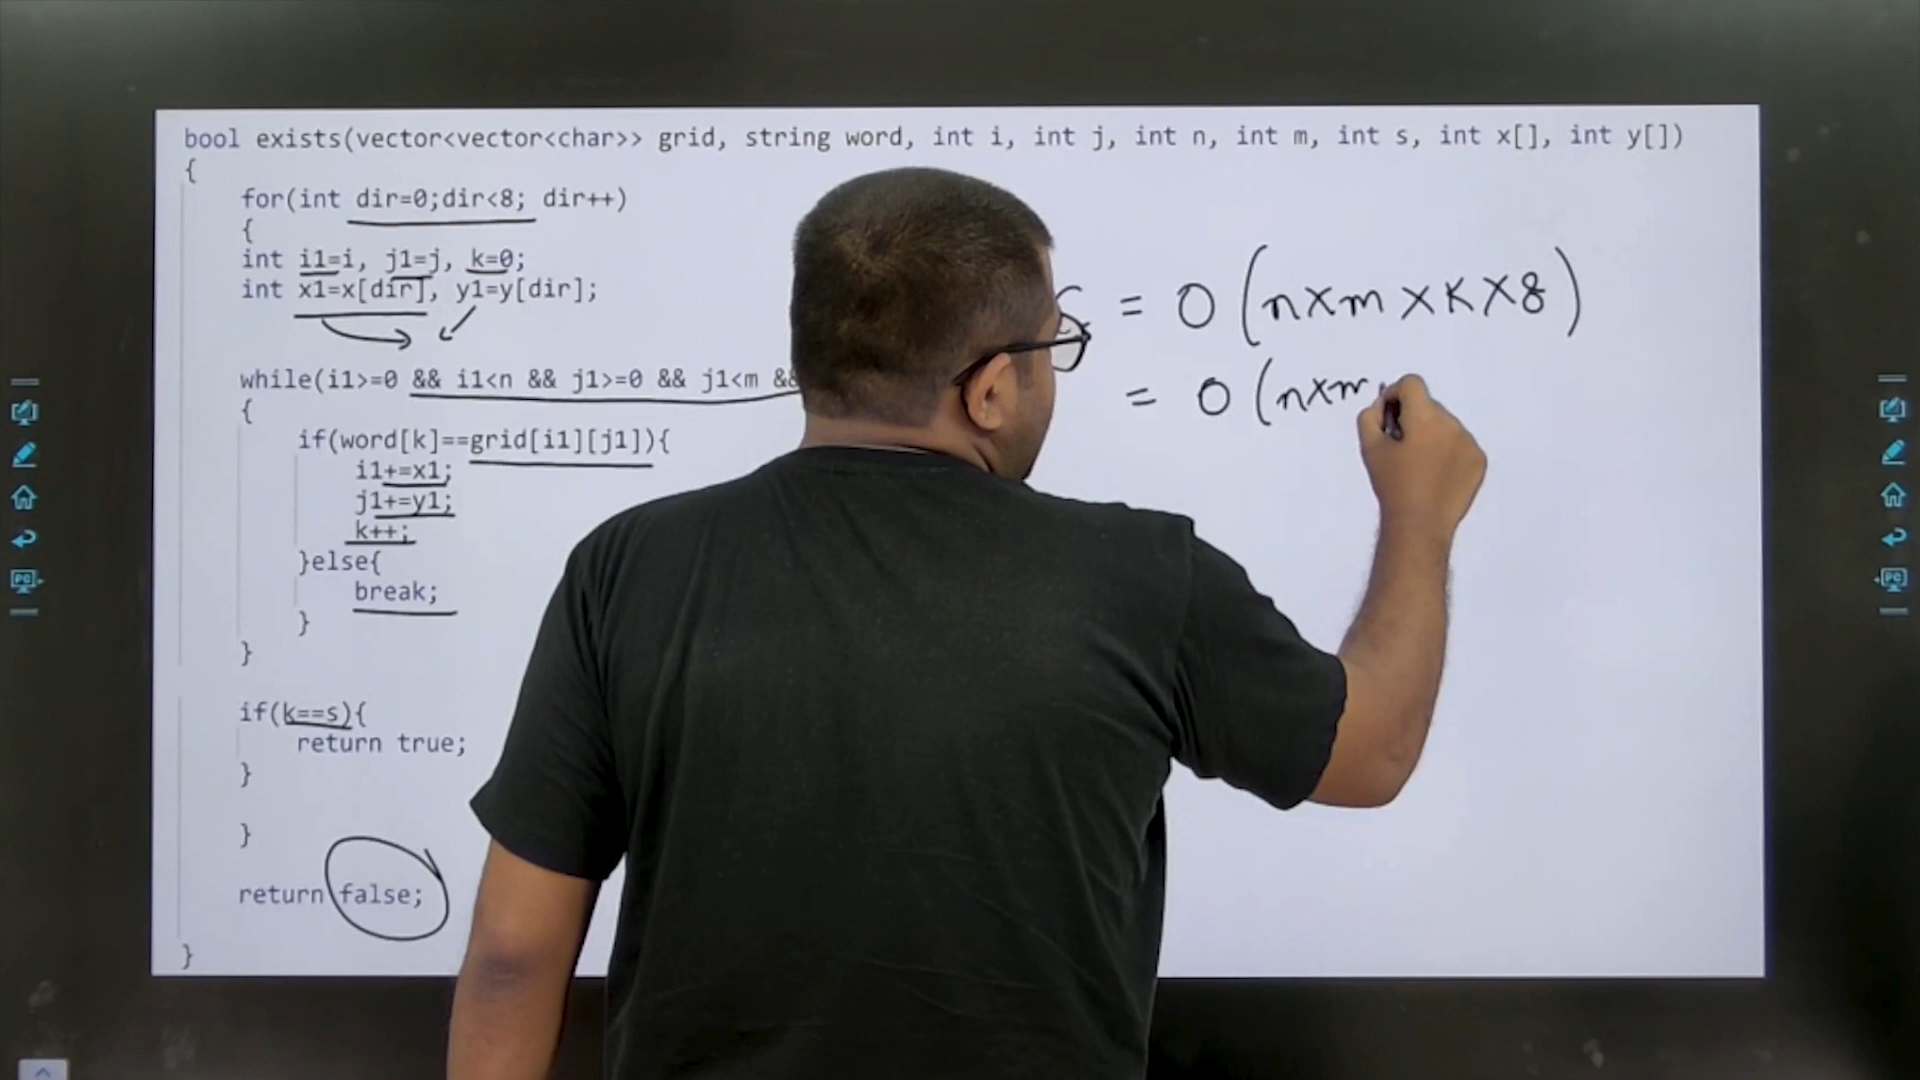 bool exists(vector<vector<char>> grid, string word, int i, int j, int n, int m, int s, int x[], int y[])
{
for(int dir=0;dir<8; dir++)
{
int i1=i, j1=j, k=0;
int x1=x[dir], y1=y[dir];
while(i1>=0 && i1<n && j1>=0 && j1<m &&
{
if(word[k]==grid[i1][j1]){
i1+=x1;
j1+=y1;
k++;
}else{
break;
}
}
if(k==s){
return true;
}
}
return false;
}
C = O (n×m×K×8)
= O (n×m
PC
PC